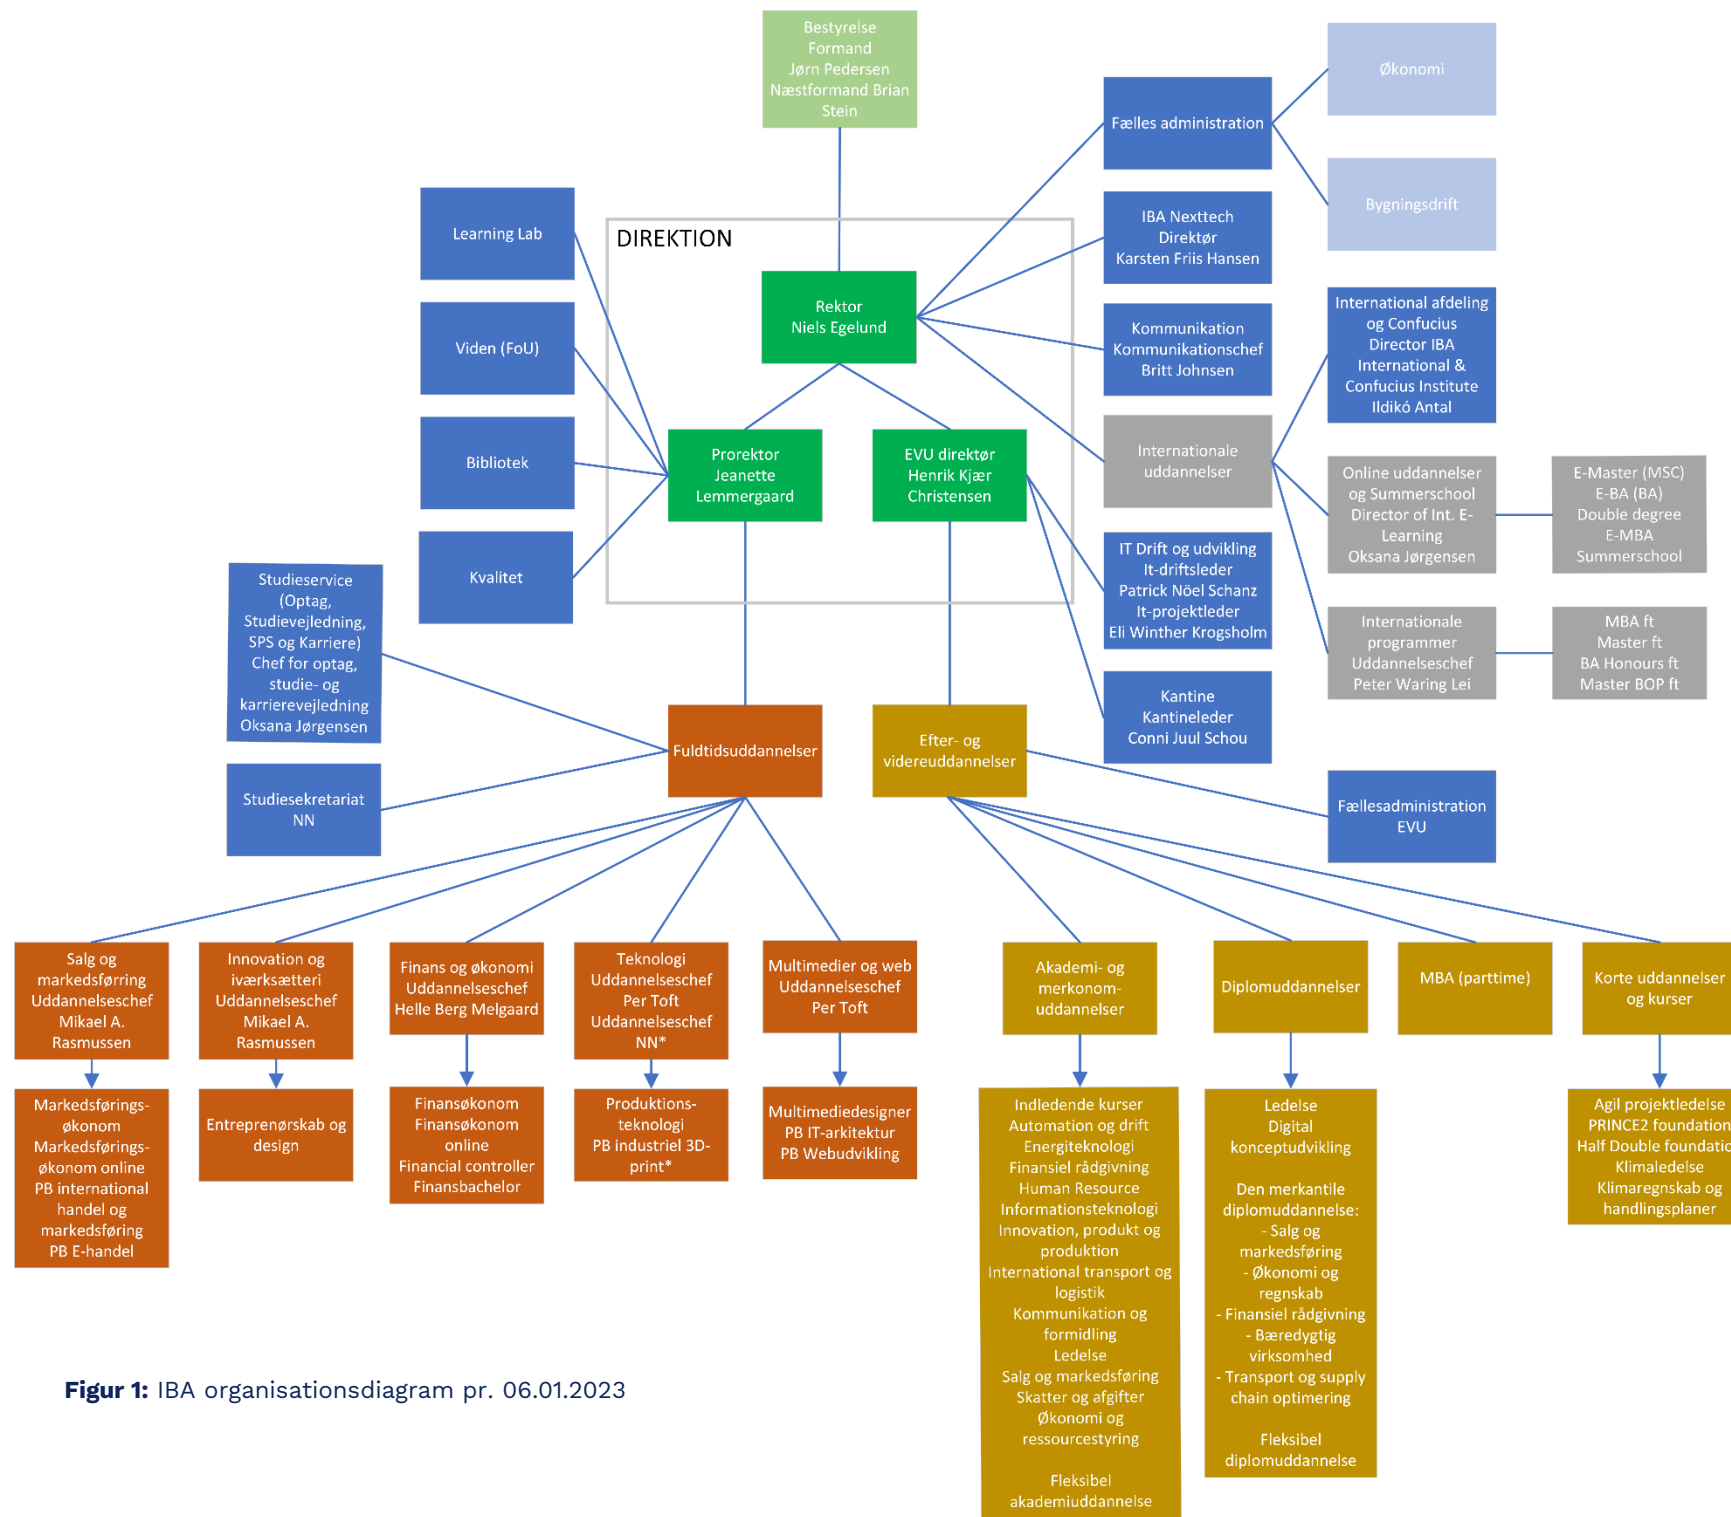 Bestyrelse
Formand
Jørn Pedersen
Næstformand Brian
Stein
Økonomi
Fælles administration
Bygningsdrift
Learning Lab
DIREKTION
IBA Nexttech
Direktør
Karsten Friis Hansen
Rektor
Niels Egelund
Viden (FoU)
Kommunikation
Kommunikationschef
Britt Johnsen
International afdeling
og Confucius
Director IBA
International &
Confucius Institute
Ildikó Antal
Bibliotek
Prorektor
Jeanette
Lemmergaard
EVU direktør
Henrik Kjær
Christensen
Internationale
uddannelser
Online uddannelser
og Summerschool
Director of Int. E-
Learning
Oksana Jørgensen
E-Master (MSC)
E-BA (BA)
Double degree
E-MBA
Summerschool
Kvalitet
IT Drift og udvikling
It-driftsleder
Patrick Nöel Schanz
It-projektleder
Eli Winther Krogsholm
Studieservice
(Optag,
Studievejledning,
SPS og Karriere)
Chef for optag,
studie- og
karrierevejledning
Oksana Jørgensen
Internationale
programmer
Uddannelseschef
Peter Waring Lei
MBA ft
Master ft
BA Honours ft
Master BOP ft
Kantine
Kantineleder
Conni Juul Schou
Fuldtidsuddannelser
Efter- og
videreuddannelser
Studiesekretariat
NN
Fællesadministration
EVU
Salg og
markedsførring
Uddannelseschef
Mikael A.
Rasmussen
Innovation og
iværksætteri
Uddannelseschef
Mikael A.
Rasmussen
Finans og økonomi
Uddannelseschef
Helle Berg Melgaard
Teknologi
Uddannelseschef
Per Toft
Uddannelseschef
NN*
Multimedier og web
Uddannelseschef
Per Toft
Akademi- og
merkonom-
uddannelser
Diplomuddannelser
MBA (parttime)
Korte uddannelser
og kurser
Markedsførings-
økonom
Markedsførings-
økonom online
PB international
handel og
markedsføring
PB E-handel
Entreprenørskab og
design
Finansøkonom
Finansøkonom
online
Financial controller
Finansbachelor
Produktions-
teknologi
PB industriel 3D-
print*
Multimediedesigner
PB IT-arkitektur
PB Webudvikling
Indledende kurser
Automation og drift
Energiteknologi
Finansiel rådgivning
Human Resource
Informationsteknologi
Innovation, produkt og
produktion
International transport og
logistik
Kommunikation og
formidling
Ledelse
Salg og markedsføring
Skatter og afgifter
Økonomi og
ressourcestyring
Fleksibel
akademiuddannelse
Ledelse
Digital
konceptudvikling
Den merkantile
diplomuddannelse:
- Salg og
markedsføring
- Økonomi og
regnskab
- Finansiel rådgivning
- Bæredygtig
virksomhed
- Transport og supply
chain optimering
Fleksibel
diplomuddannelse
Agil projektledelse
PRINCE2 foundation
Half Double foundatio
Klimaledelse
Klimaregnskab og
handlingsplaner
Figur 1: IBA organisationsdiagram pr. 06.01.2023